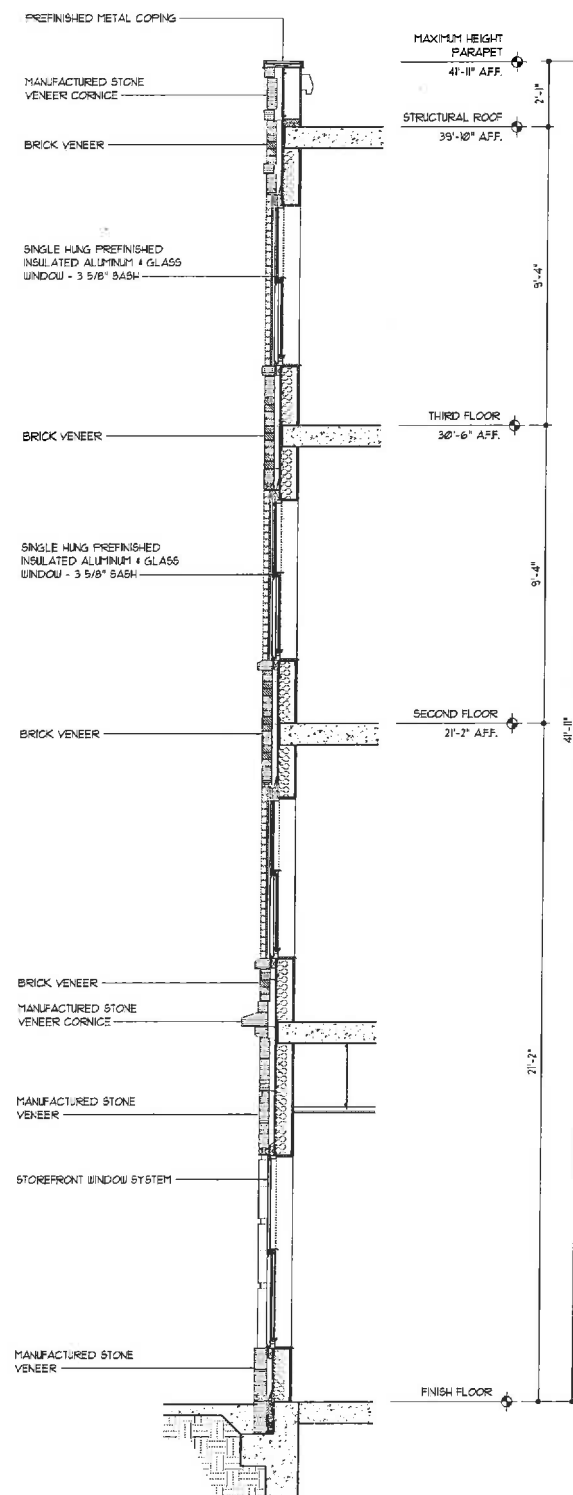 PREFINISHED METAL COPING
MAXIMUM HEIGHT
PARAPET
41'-11" A.F.F.
MANUFACTURED STONE
VENEER CORNICE
2'-1"
STRUCTURAL ROOF
39'-10" A.F.F.
BRICK VENEER
SINGLE HUNG PREFINISHED
INSULATED ALUMINUM & GLASS
WINDOW - 3 5/8" SASH
9'-4"
THIRD FLOOR
30'-6" A.F.F.
BRICK VENEER
SINGLE HUNG PREFINISHED
INSULATED ALUMINUM & GLASS
WINDOW - 3 5/8" SASH
9'-4"
SECOND FLOOR
21'-2" A.F.F.
BRICK VENEER
41'-11"
BRICK VENEER
MANUFACTURED STONE
VENEER CORNICE
21'-2"
MANUFACTURED STONE
VENEER
STOREFRONT WINDOW SYSTEM
MANUFACTURED STONE
VENEER
FINISH FLOOR